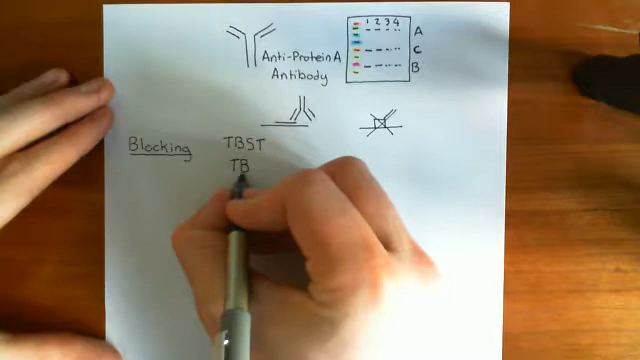 1 2 3 4
A
C
B
Anti-Protein A
Antibody
Blocking
TBST
TB